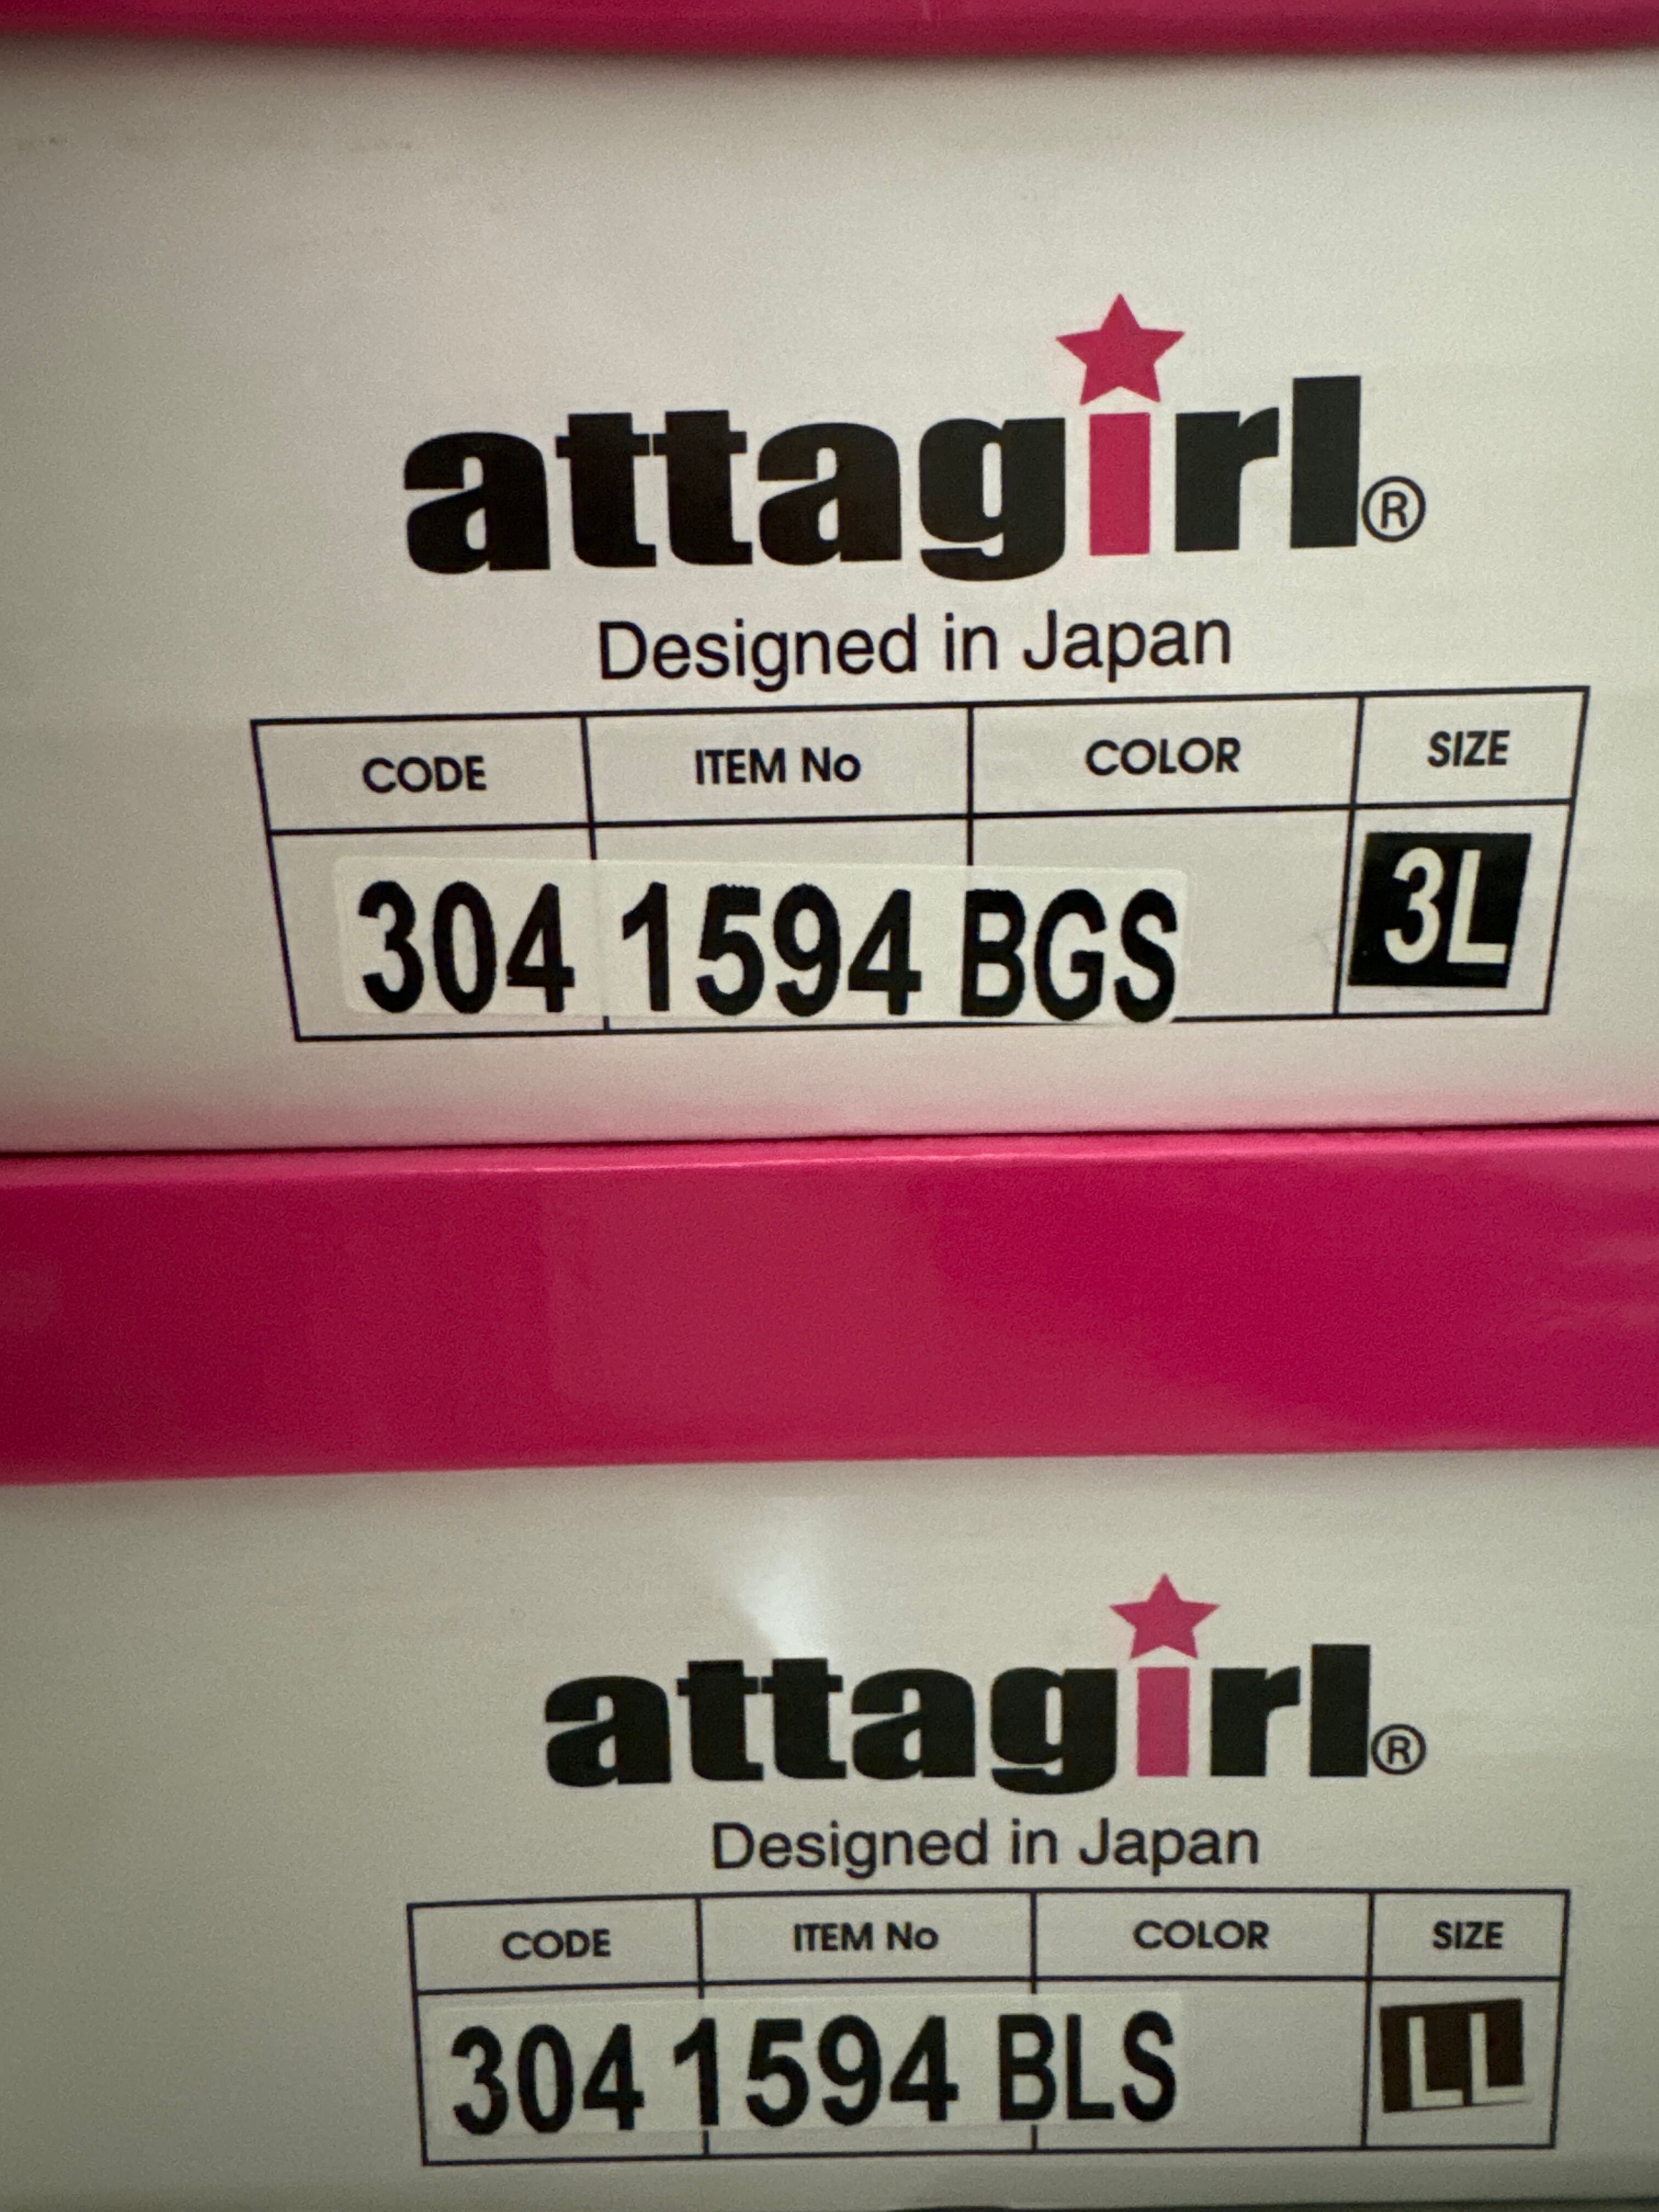 attagirl®
Designed in Japan
CODE ITEM No COLOR SIZE
304 1594 BGS 3L
attagirl®
Designed in Japan
CODE ITEM No COLOR SIZE
304 1594 BLS LL